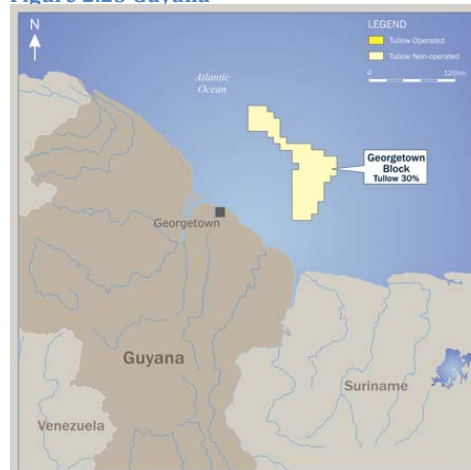 Figure 2.28 Guyana
N
LEGEND
Tullow Operated
Tullow Non-operated
0 125km
Atlantic
Ocean
Georgetown
Block
Tullow 30%
Georgetown
Guyana
Suriname
Venezuela